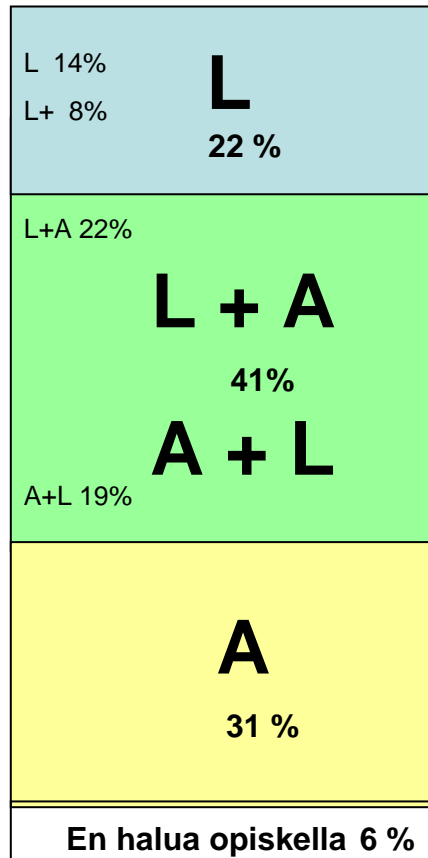 L 14%
L
L+ 8%
22 %
L+A 22%
L + A
41%
A + L
A+L 19%
A
31 %
En halua opiskella 6 %